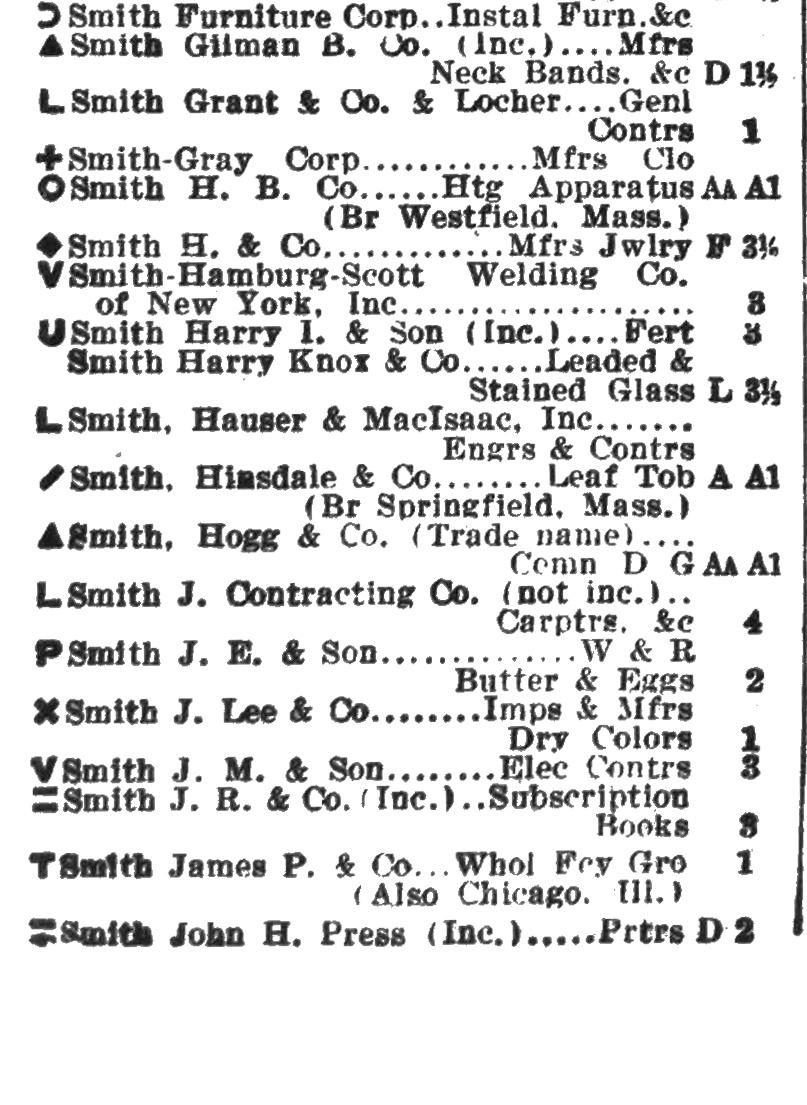 Smith Furniture Corp..Instal Furn.&c
▲Smith Gilman B. Co. (Inc.)....Mfrs
Neck Bands. &c D 1½
L Smith Grant & Co. & Locher....Genl
Contrs 1
✚Smith-Gray Corp............Mfrs Clo
O Smith H. B. Co......Htg Apparatus AA A1
(Br Westfield. Mass.)
◆Smith H. & Co.............Mfrs Jwlry F 3½
V Smith-Hamburg-Scott Welding Co.
of New York, Inc..................... 3
U Smith Harry I. & Son (Inc.)....Fert 3
Smith Harry Knox & Co......Leaded &
Stained Glass L 3½
L Smith, Hauser & MacIsaac, Inc.......
Engrs & Contrs
Smith, Hinsdale & Co........Leaf Tob A A1
(Br Springfield, Mass.)
▲Smith, Hogg & Co. (Trade name)....
Comn D G AA A1
L Smith J. Contracting Co. (not inc.)..
Carptrs. &c 4
P Smith J. E. & Son..............W & R
Butter & Eggs 2
✖Smith J. Lee & Co........Imps & Mfrs
Dry Colors 1
V Smith J. M. & Son........Elec Contrs 3
=Smith J. R. & Co. (Inc.)..Subscription
Books 3
T Smith James P. & Co...Whol Fcy Gro 1
(Also Chicago. Ill.)
Smith John H. Press (Inc.).....Prtrs D 2